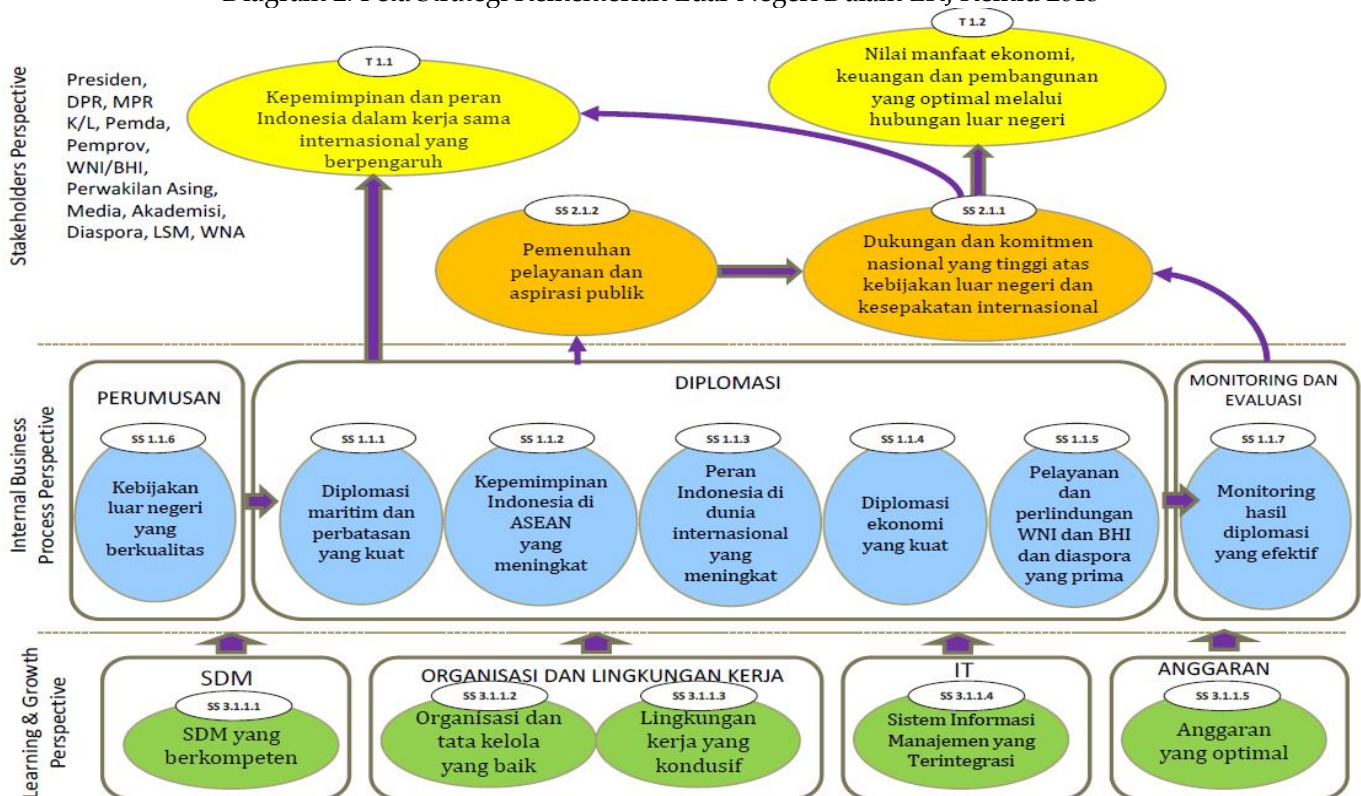 Stakeholders Perspective
Presiden,
DPR, MPR
K/L, Pemda,
Pemprov,
WNI/BHI,
Perwakilan Asing,
Media, Akademisi,
Diaspora, LSM, WNA
T 1.1
Kepemimpinan dan peran
Indonesia dalam kerja sama
internasional yang
berpengaruh
T 1.2
Nilai manfaat ekonomi,
keuangan dan pembangunan
yang optimal melalui
hubungan luar negeri
SS 2.1.2
Pemenuhan
pelayanan dan
aspirasi publik
SS 2.1.1
Dukungan dan komitmen
nasional yang tinggi atas
kebijakan luar negeri dan
kesepakatan internasional
Internal Business
Process Perspective
PERUMUSAN
SS 1.1.6
Kebijakan
luar negeri
yang
berkualitas
DIPLOMASI
SS 1.1.1
Diplomasi
maritim dan
perbatasan
yang kuat
SS 1.1.2
Kepemimpinan
Indonesia di
ASEAN
yang
meningkat
SS 1.1.3
Peran
Indonesia di
dunia
internasional
yang
meningkat
SS 1.1.4
Diplomasi
ekonomi
yang kuat
SS 1.1.5
Pelayanan
dan
perlindungan
WNI dan BHI
dan diaspora
yang prima
MONITORING DAN
EVALUASI
SS 1.1.7
Monitoring
hasil
diplomasi
yang efektif
Learning & Growth
Perspective
SDM
SS 3.1.1.1
SDM yang
berkompeten
ORGANISASI DAN LINGKUNGAN KERJA
SS 3.1.1.2
Organisasi dan
tata kelola
yang baik
SS 3.1.1.3
Lingkungan
kerja yang
kondusif
IT
SS 3.1.1.4
Sistem Informasi
Manajemen yang
Terintegrasi
ANGGARAN
SS 3.1.1.5
Anggaran
yang optimal